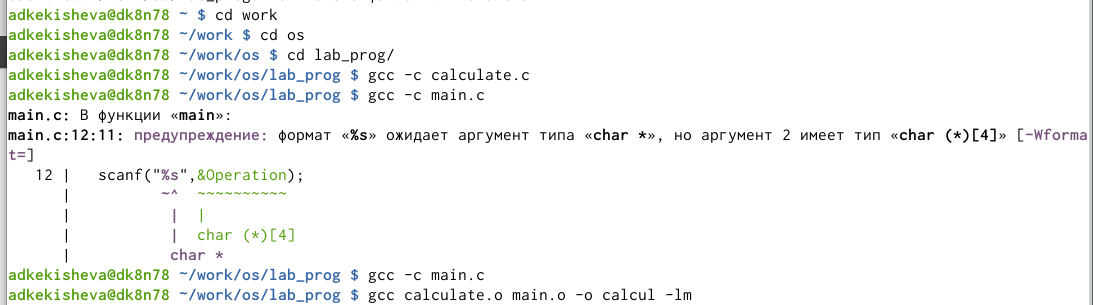 adkekisheva@dk8n78 ~ $ cd work
adkekisheva@dk8n78 ~/work $ cd os
adkekisheva@dk8n78 ~/work/os $ cd lab_prog/
adkekisheva@dk8n78 ~/work/os/lab_prog $ gcc -c calculate.c
adkekisheva@dk8n78 ~/work/os/lab_prog $ gcc -c main.c
main.c: В функции «main»:
main.c:12:11: предупреждение: формат «%s» ожидает аргумент типа «char *», но аргумент 2 имеет тип «char (*)[4]» [-Wforma
t=]
   12 |   scanf("%s",&Operation);
      |          ~^  ~~~~~~~~~~
      |           |  |
      |           |  char (*)[4]
      |           char *
adkekisheva@dk8n78 ~/work/os/lab_prog $ gcc -c main.c
adkekisheva@dk8n78 ~/work/os/lab_prog $ gcc calculate.o main.o -o calcul -lm